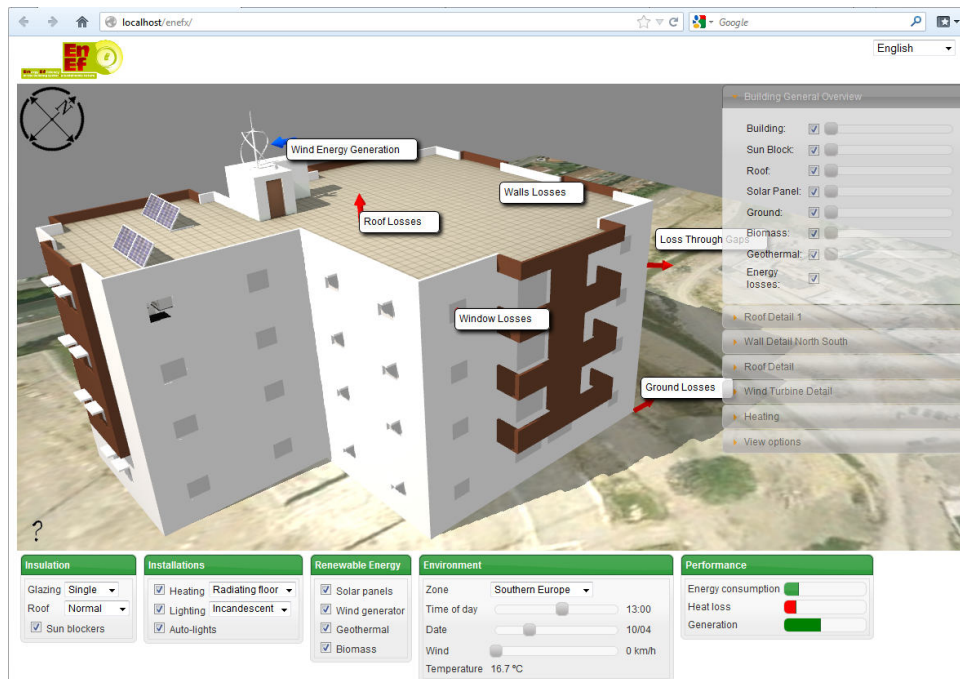 localhost/enefx/
Google
En
Ef
English
N
Wind Energy Generation
Walls Losses
Roof Losses
Loss Through Gaps
Window Losses
Ground Losses
Building General Overview
Building:
Sun Block:
Roof:
Solar Panel:
Ground:
Biomass:
Geothermal:
Energy
losses:
Roof Detail 1
Wall Detail North South
Roof Detail
Wind Turbine Detail
Heating
View options
?
Insulation
Glazing Single
Roof Normal
Sun blockers
Installations
Heating Radiating floor
Lighting Incandescent
Auto-lights
Renewable Energy
Solar panels
Wind generator
Geothermal
Biomass
Environment
Zone Southern Europe
Time of day 13:00
Date 10/04
Wind 0 km/h
Temperature 16.7 ºC
Performance
Energy consumption
Heat loss
Generation